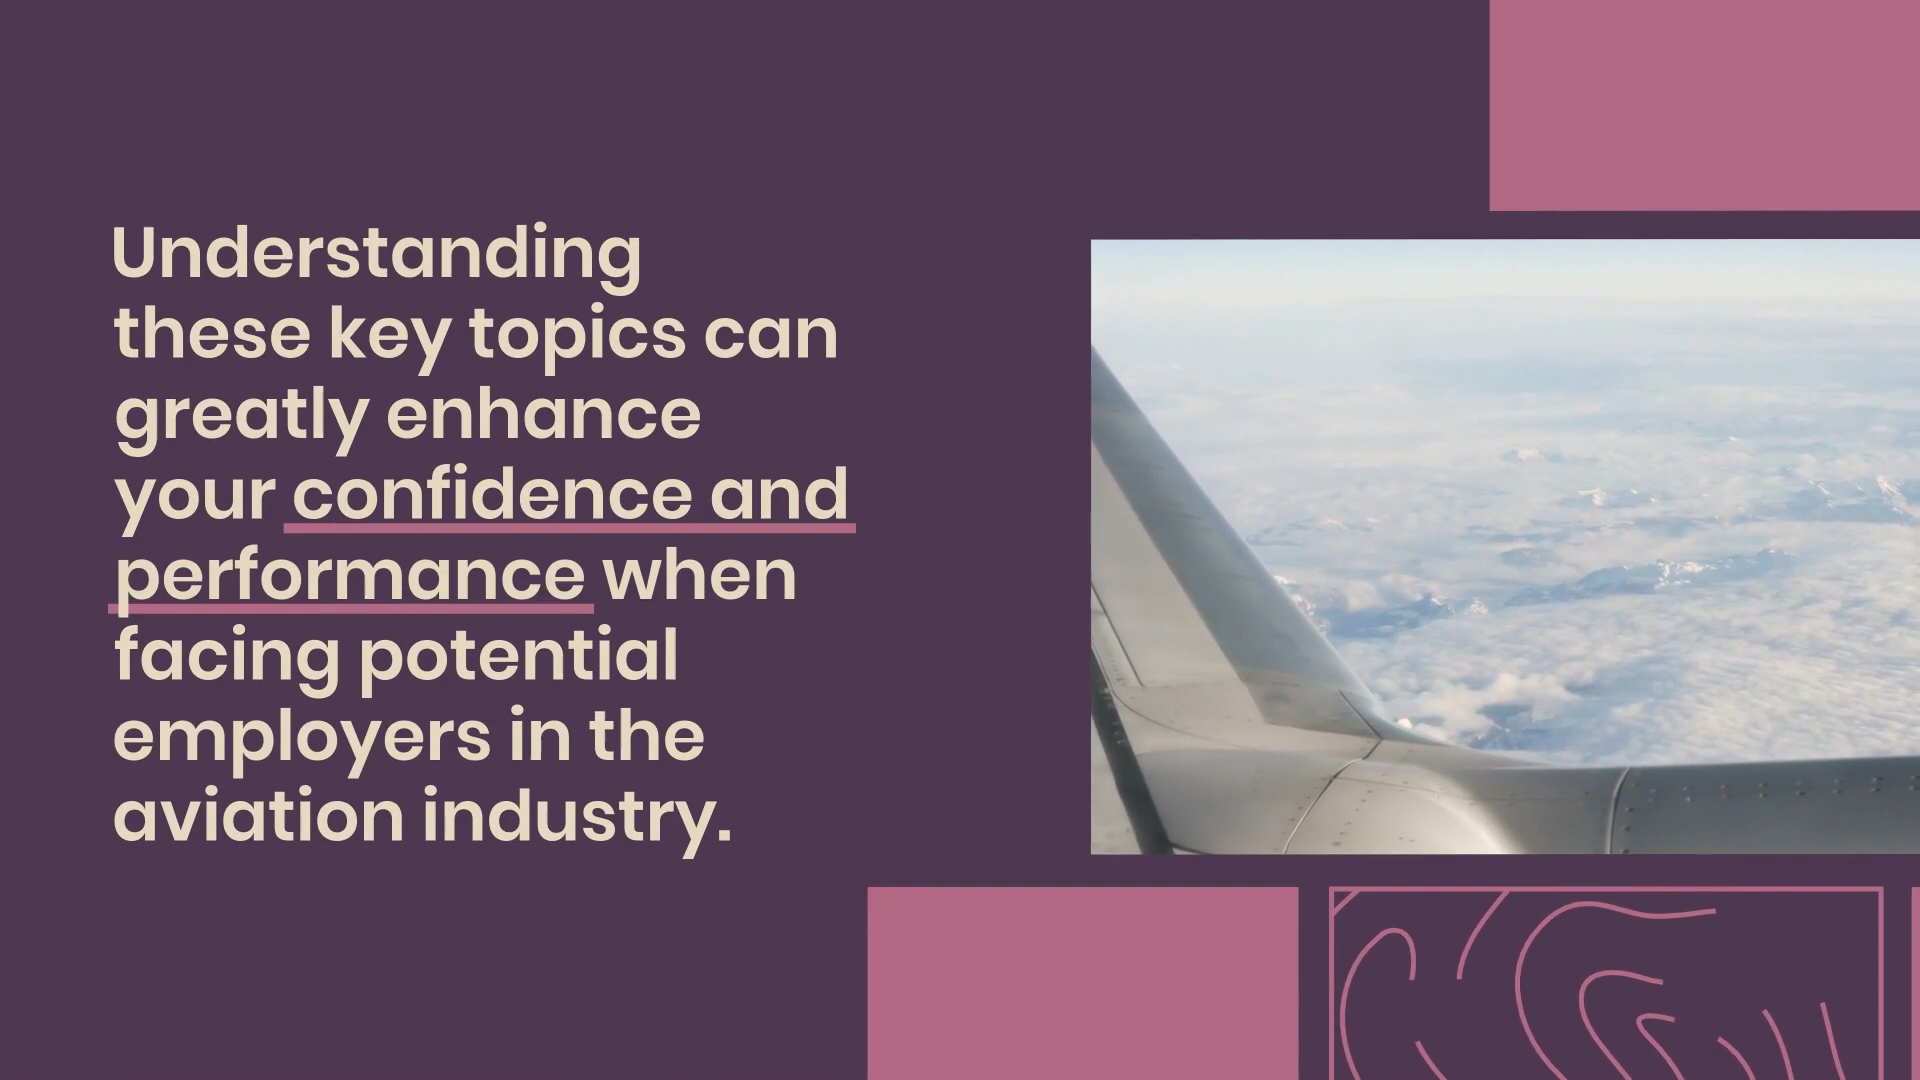 Understanding
these key topics can
greatly enhance
your confidence and
performance when
facing potential
employers in the
aviation industry.